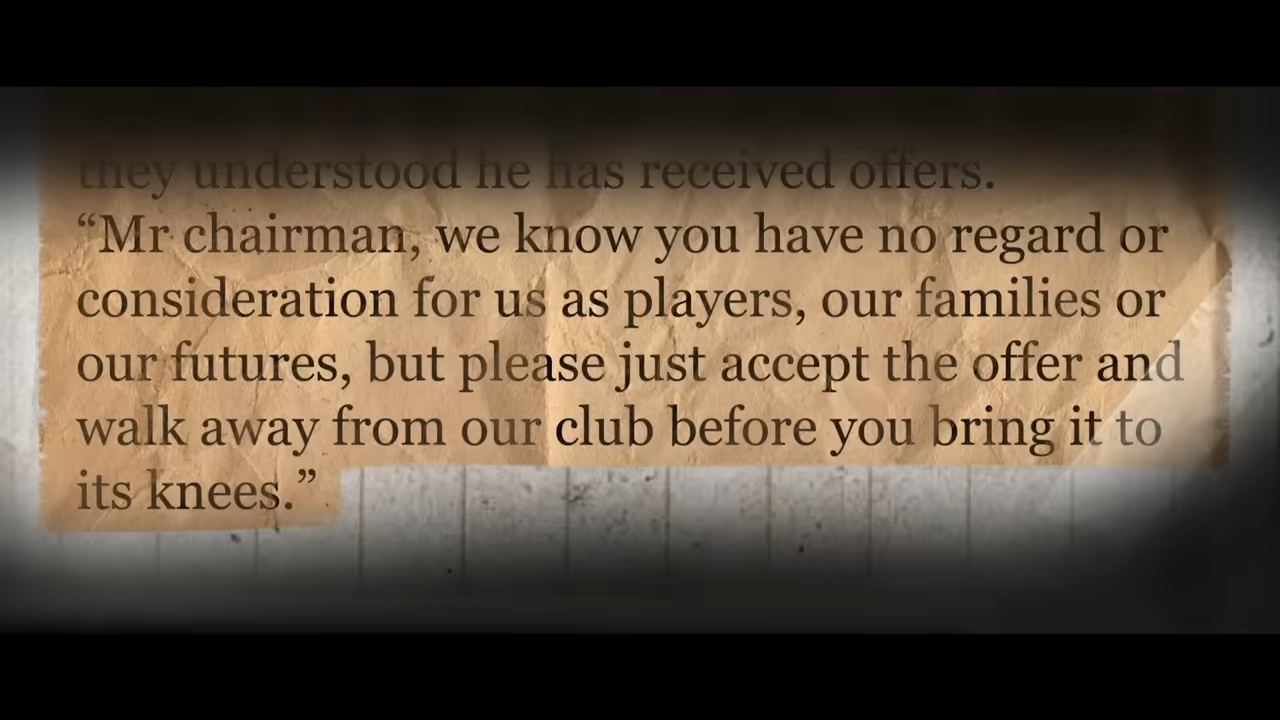 they understood he has received offers.
“Mr chairman, we know you have no regard or
consideration for us as players, our families or
our futures, but please just accept the offer and
walk away from our club before you bring it to
its knees.”